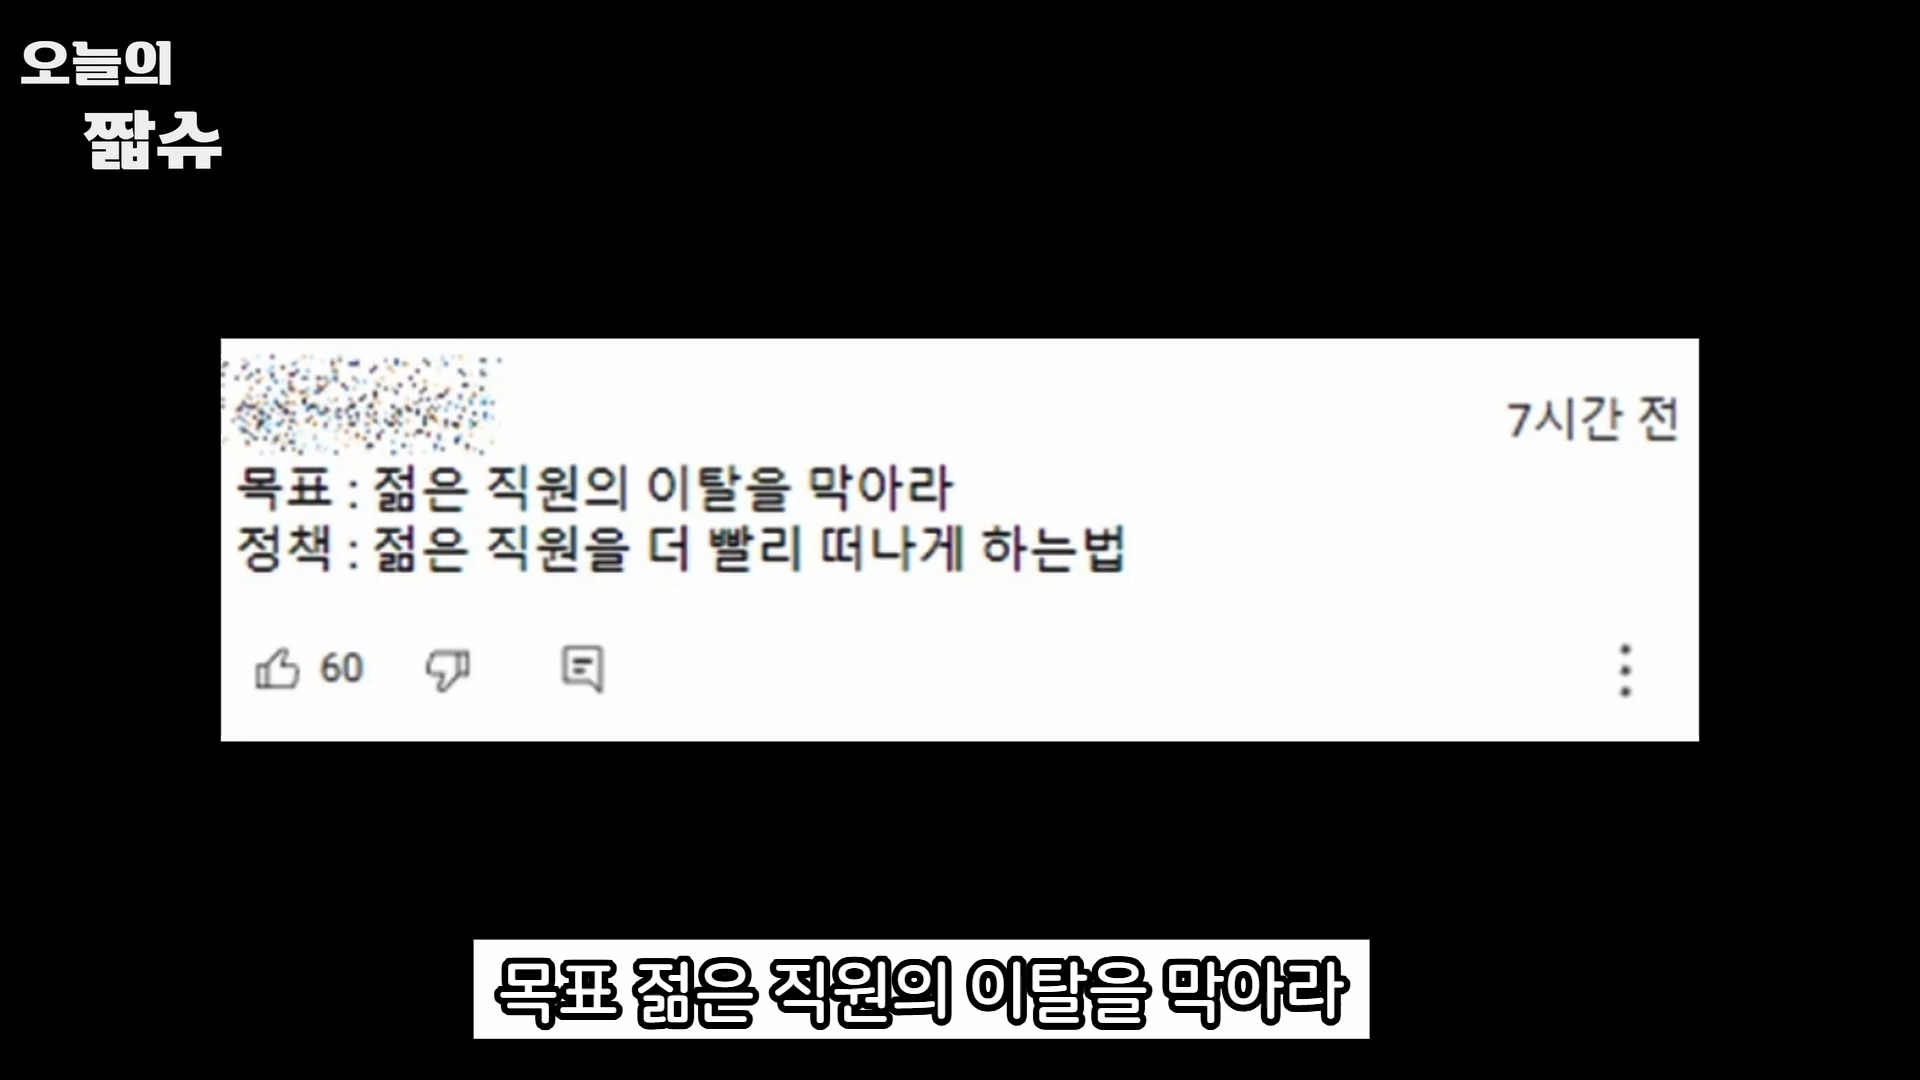 오늘의
짧슈
7시간 전
목표 : 젊은 직원의 이탈을 막아라
정책 : 젊은 직원을 더 빨리 떠나게 하는법
60
목표 젊은 직원의 이탈을 막아라